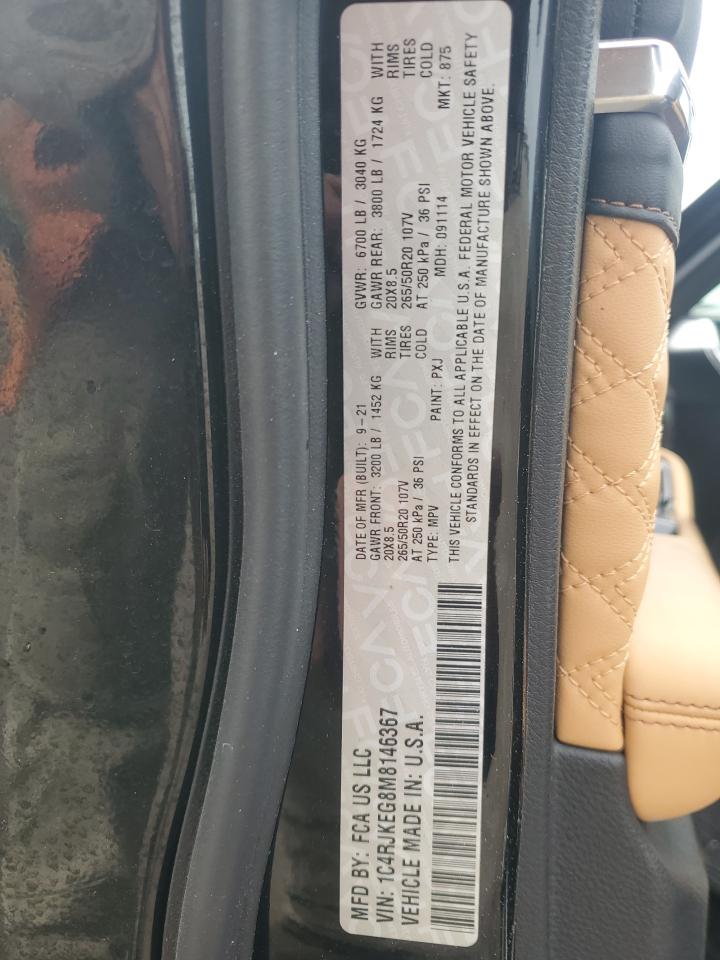 MFD BY: FCA US LLC
VIN: 1C4RJKEG8M8146367
VEHICLE MADE IN: U.S.A.
DATE OF MFR (BUILT): 9-21 GVWR: 6700 LB / 3040 KG
GAWR FRONT: 3200 LB / 1452 KG WITH GAWR REAR: 3800 LB / 1724 KG WITH
20X8.5 RIMS 20X8.5 RIMS
265/50R20 107V TIRES 265/50R20 107V TIRES
AT 250 kPa / 36 PSI COLD AT 250 kPa / 36 PSI COLD
TYPE: MPV PAINT: PXJ MDH: 091114 MKT: 875
THIS VEHICLE CONFORMS TO ALL APPLICABLE U.S.A. FEDERAL MOTOR VEHICLE SAFETY
STANDARDS IN EFFECT ON THE DATE OF MANUFACTURE SHOWN ABOVE.
FCA